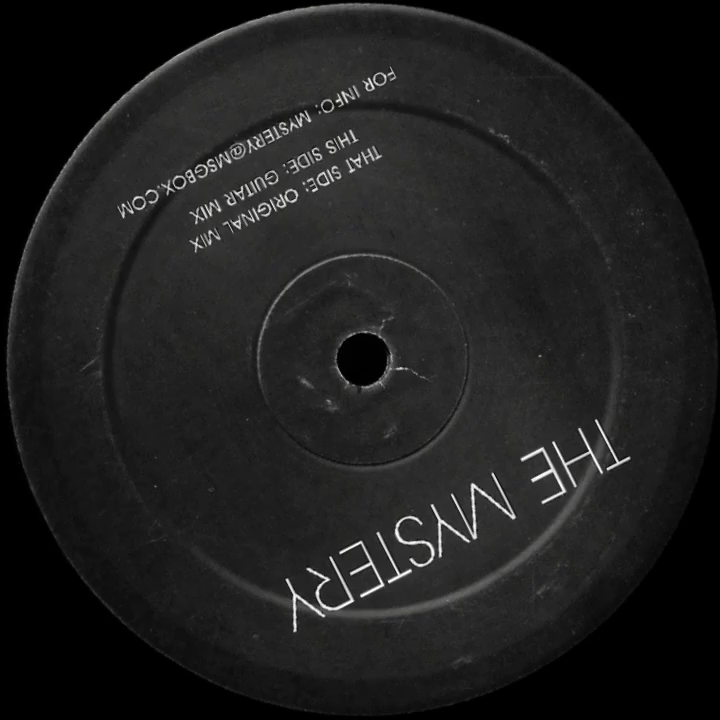 THE MYSTERY
THAT SIDE: ORIGINAL MIX
THIS SIDE: GUITAR MIX
FOR INFO: MYSTERY@MSGBOX.COM